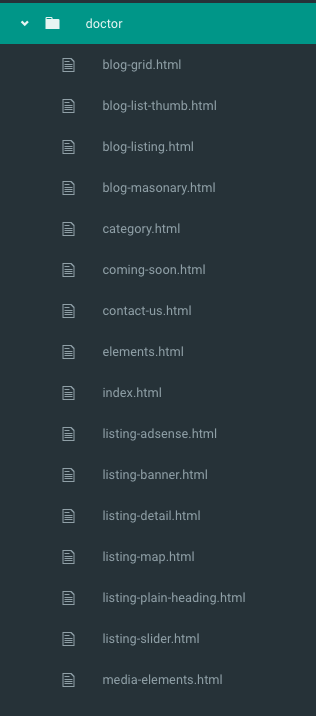 doctor
blog-grid.html
blog-list-thumb.html
blog-listing.html
blog-masonary.html
category.html
coming-soon.html
contact-us.html
elements.html
index.html
listing-adsense.html
listing-banner.html
listing-detail.html
listing-map.html
listing-plain-heading.html
listing-slider.html
media-elements.html